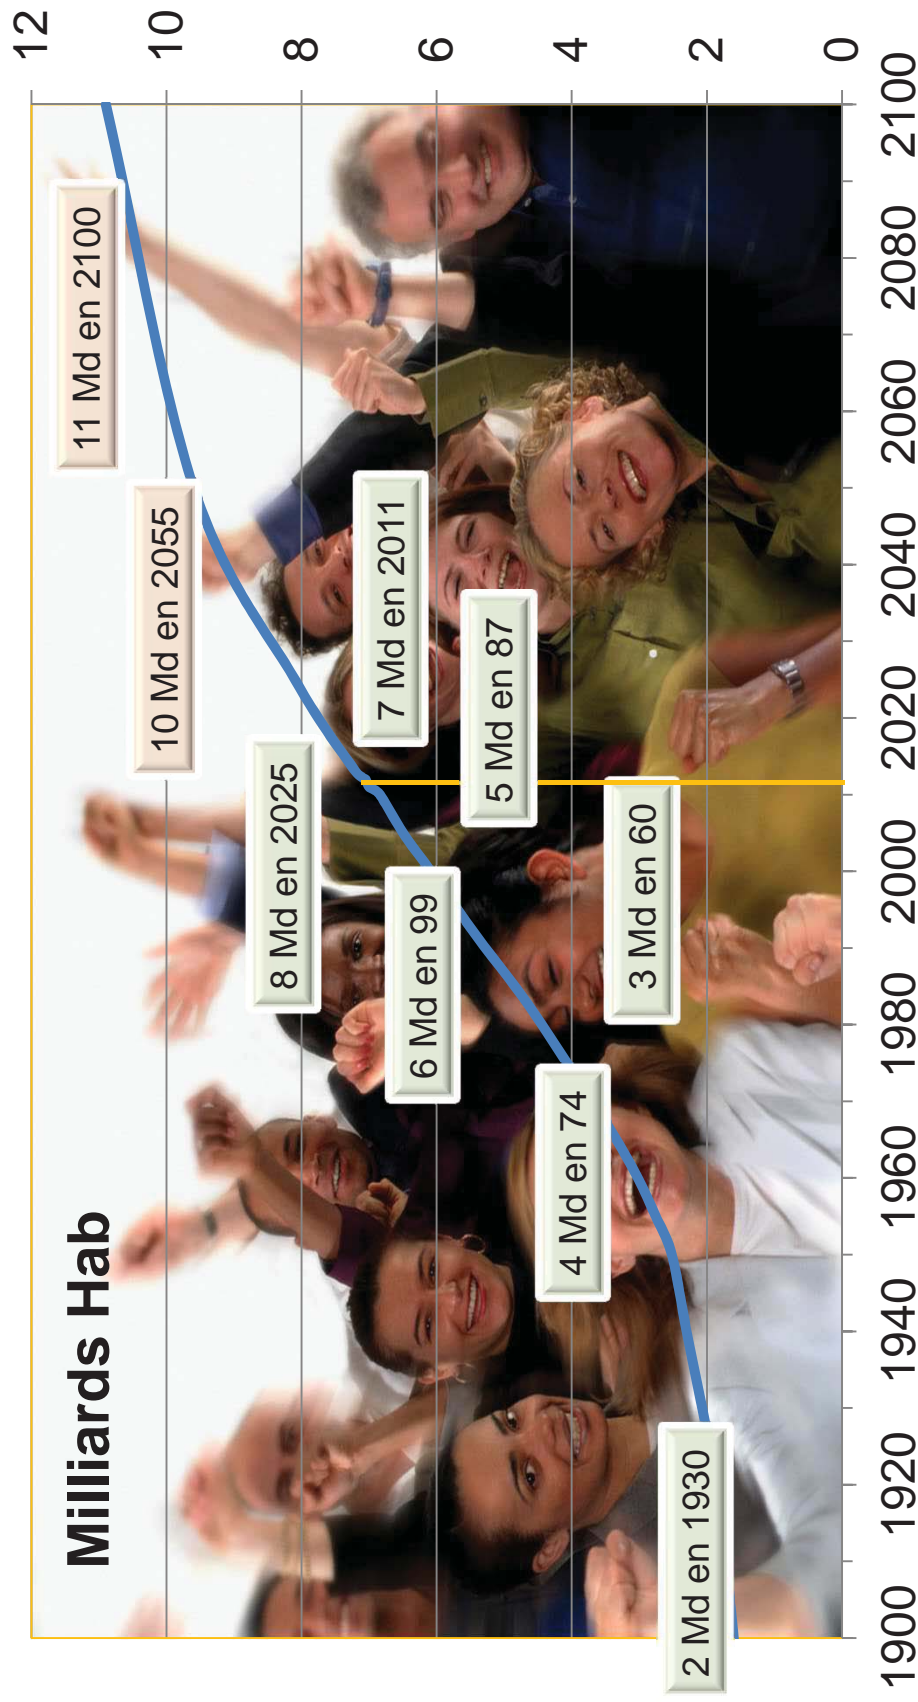 Milliards Hab
12
10
8
6
4
2
0
11 Md en 2100
10 Md en 2055
8 Md en 2025
7 Md en 2011
6 Md en 99
5 Md en 87
4 Md en 74
3 Md en 60
2 Md en 1930
1900 1920 1940 1960 1980 2000 2020 2040 2060 2080 2100